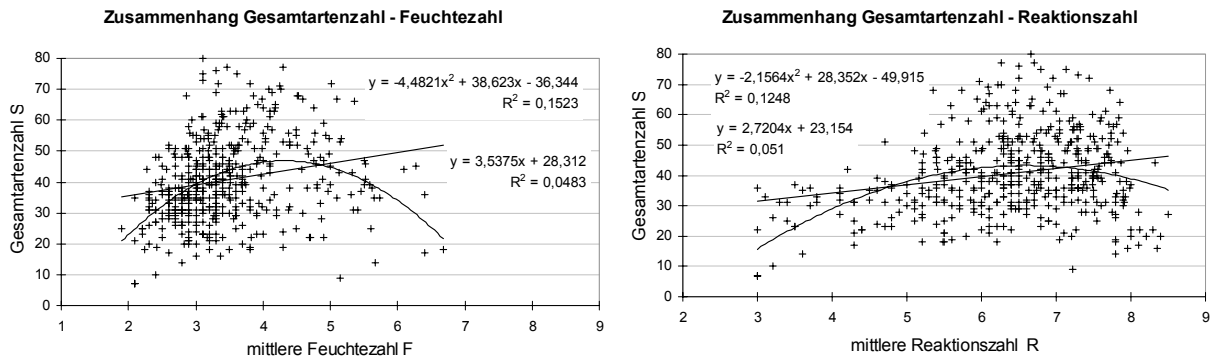 Zusammenhang Gesamtartenzahl - Feuchtezahl
80
70
60
50
40
30
20
10
0
Gesamtartenzahl S
y = -4,4821x² + 38,623x - 36,344
R² = 0,1523
y = 3,5375x + 28,312
R² = 0,0483
1 2 3 4 5 6 7 8 9
mittlere Feuchtezahl F
Zusammenhang Gesamtartenzahl - Reaktionszahl
80
70
60
50
40
30
20
10
0
Gesamtartenzahl S
y = -2,1564x² + 28,352x - 49,915
R² = 0,1248
y = 2,7204x + 23,154
R² = 0,051
2 3 4 5 6 7 8 9
mittlere Reaktionszahl R